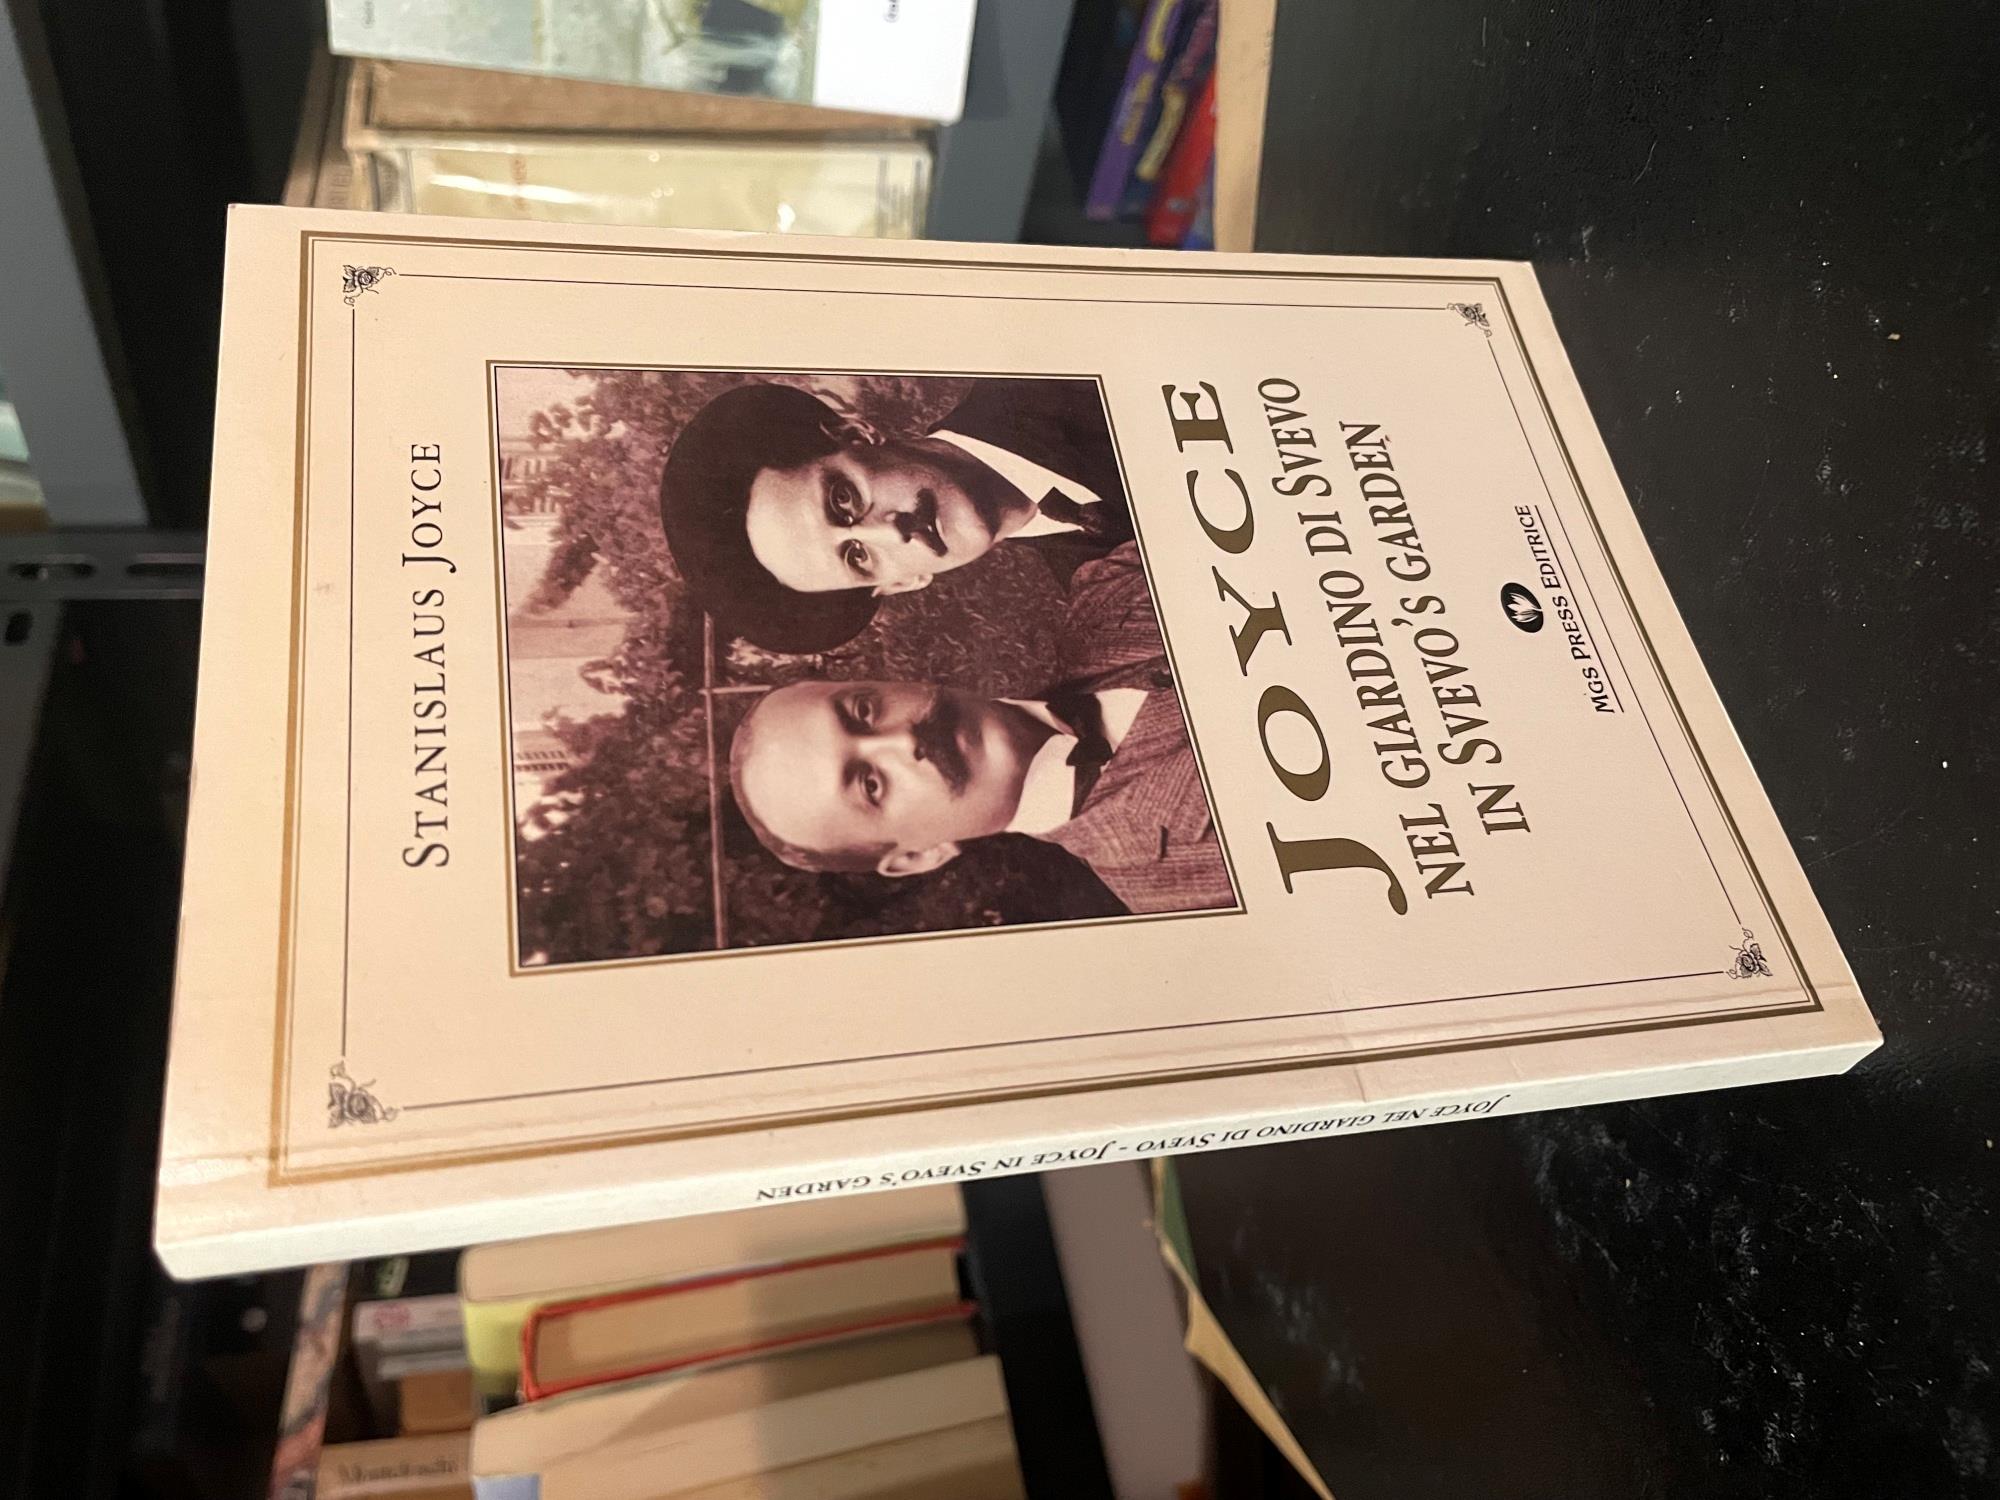 STANISLAUS JOYCE
JOYCE
NEL GIARDINO DI SVEVO
IN SVEVO'S GARDEN
MGS PRESS EDITRICE
JOYCE NEL GIARDINO DI SVEVO - JOYCE IN SVEVO'S GARDEN